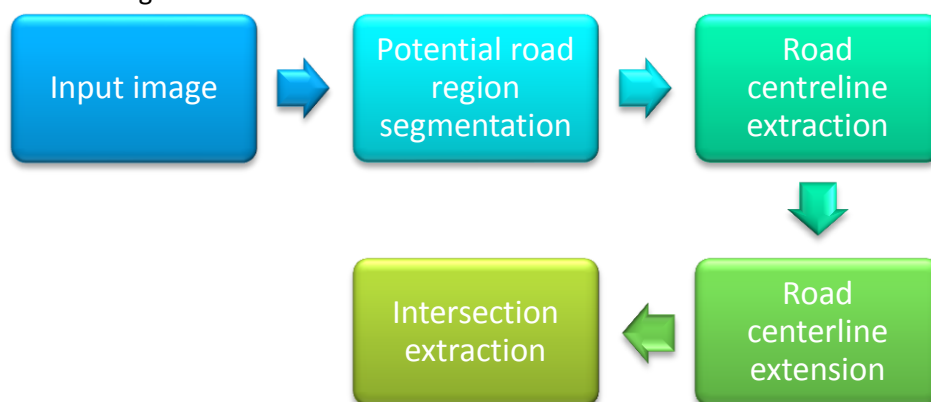 Input image
Potential road
region
segmentation
Road
centreline
extraction
Intersection
extraction
Road
centerline
extension